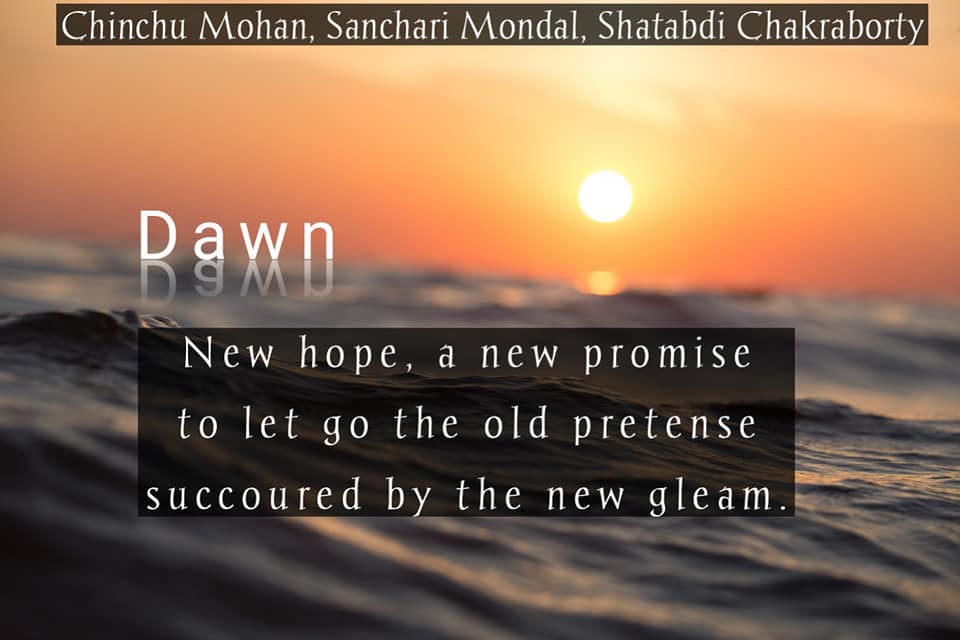 Chinchu Mohan, Sanchari Mondal, Shatabdi Chakraborty
Dawn
New hope, a new promise
to let go the old pretense
succoured by the new gleam.